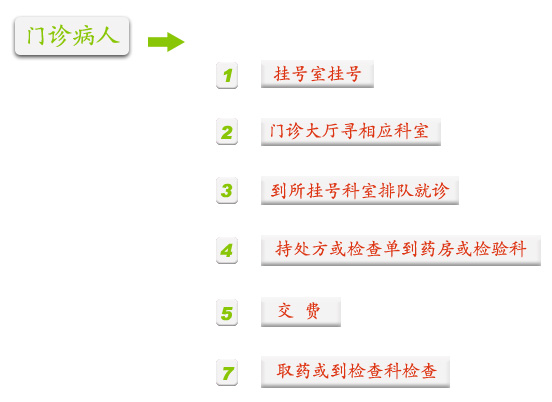 门诊病人
1 挂号室挂号
2 门诊大厅寻相应科室
3 到所挂号科室排队就诊
4 持处方或检查单到药房或检验科
5 交 费
7 取药或到检查科检查